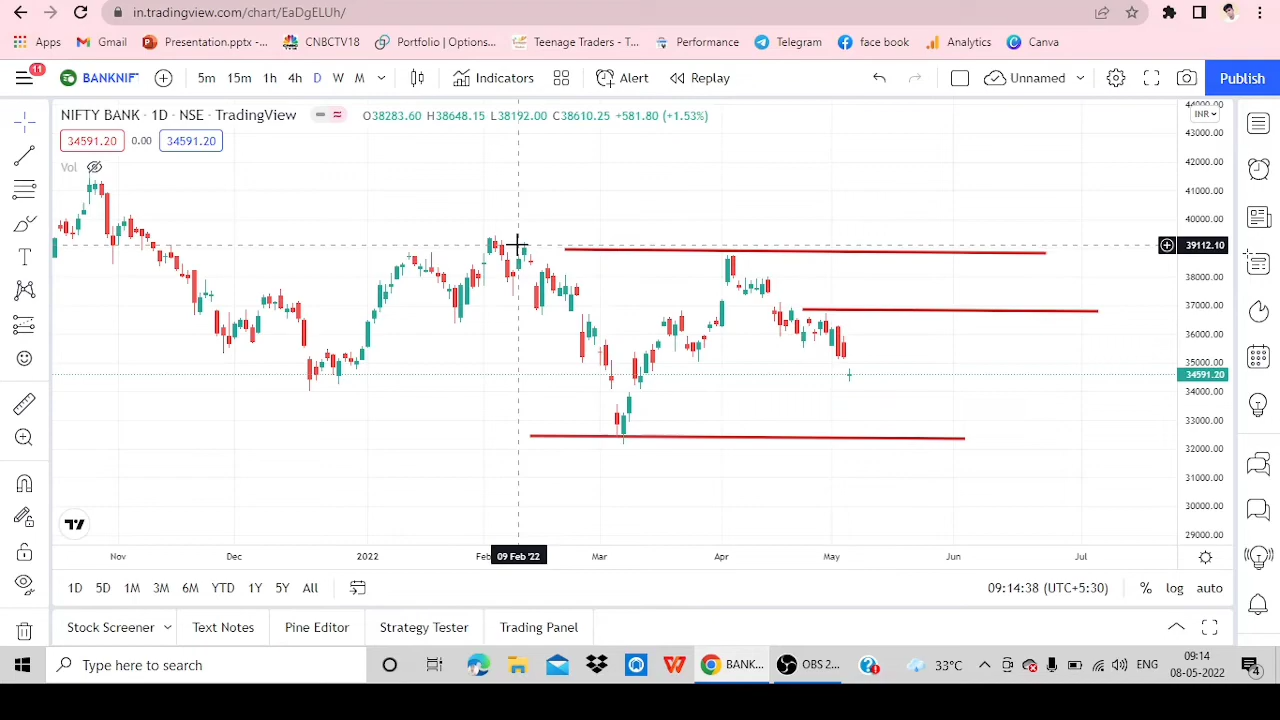 in.tradingview.com/chart/EaDgELUh/
Apps Gmail Presentation.pptx -... CNBCTV18 Portfolio | Options... Teenage Traders - T... Performance Telegram face book Analytics Canva
11
BANKNIF 5m 15m 1h 4h D W M Indicators Alert Replay Unnamed Publish
NIFTY BANK · 1D · NSE · TradingView O38283.60 H38648.15 L38192.00 C38610.25 +581.80 (+1.53%)
34591.20 0.00 34591.20
Vol
44000.00
INR
43000.00
42000.00
41000.00
40000.00
39112.10
38000.00
37000.00
36000.00
35000.00
34591.20
34000.00
33000.00
32000.00
31000.00
30000.00
29000.00
Nov Dec 2022 Feb 09 Feb '22 Mar Apr May Jun Jul
1D 5D 1M 3M 6M YTD 1Y 5Y All 09:14:38 (UTC+5:30) % log auto
Stock Screener Text Notes Pine Editor Strategy Tester Trading Panel
Type here to search BANK... OBS 2... 33°C ENG 09:14
08-05-2022 4